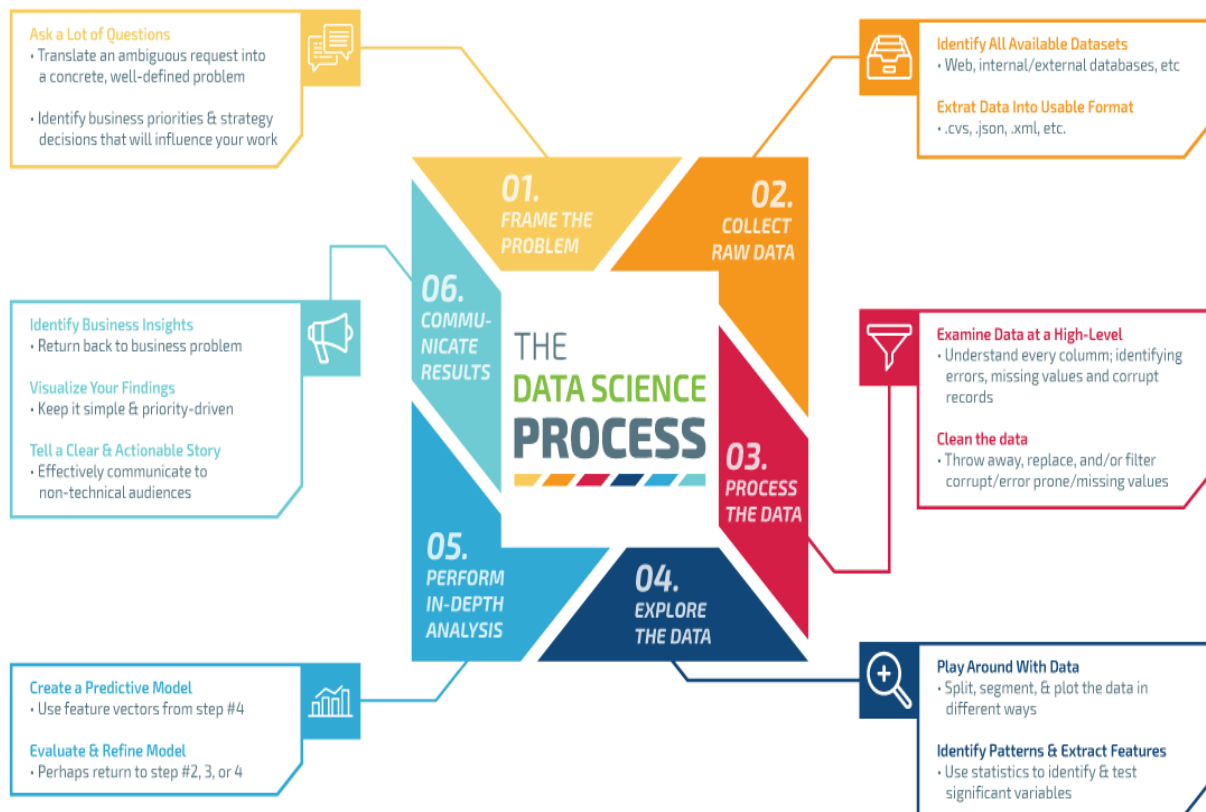 Ask a Lot of Questions
• Translate an ambiguous request into
a concrete, well-defined problem
• Identify business priorities & strategy
decisions that will influence your work
Identify All Available Datasets
• Web, internal/external databases, etc
Extrat Data Into Usable Format
• .cvs, .json, .xml, etc.
01.
FRAME THE
PROBLEM
02.
COLLECT
RAW DATA
06.
COMMU-
NICATE
RESULTS
THE
DATA SCIENCE
PROCESS
Identify Business Insights
• Return back to business problem
Visualize Your Findings
• Keep it simple & priority-driven
Tell a Clear & Actionable Story
• Effectively communicate to
non-technical audiences
Examine Data at a High-Level
• Understand every columm; identifying
errors, missing values and corrupt
records
Clean the data
• Throw away, replace, and/or filter
corrupt/error prone/missing values
03.
PROCESS
THE DATA
05.
PERFORM
IN-DEPTH
ANALYSIS
04.
EXPLORE
THE DATA
Create a Predictive Model
• Use feature vectors from step #4
Evaluate & Refine Model
• Perhaps return to step #2, 3, or 4
Play Around With Data
• Split, segment, & plot the data in
different ways
Identify Patterns & Extract Features
• Use statistics to identify & test
significant variables